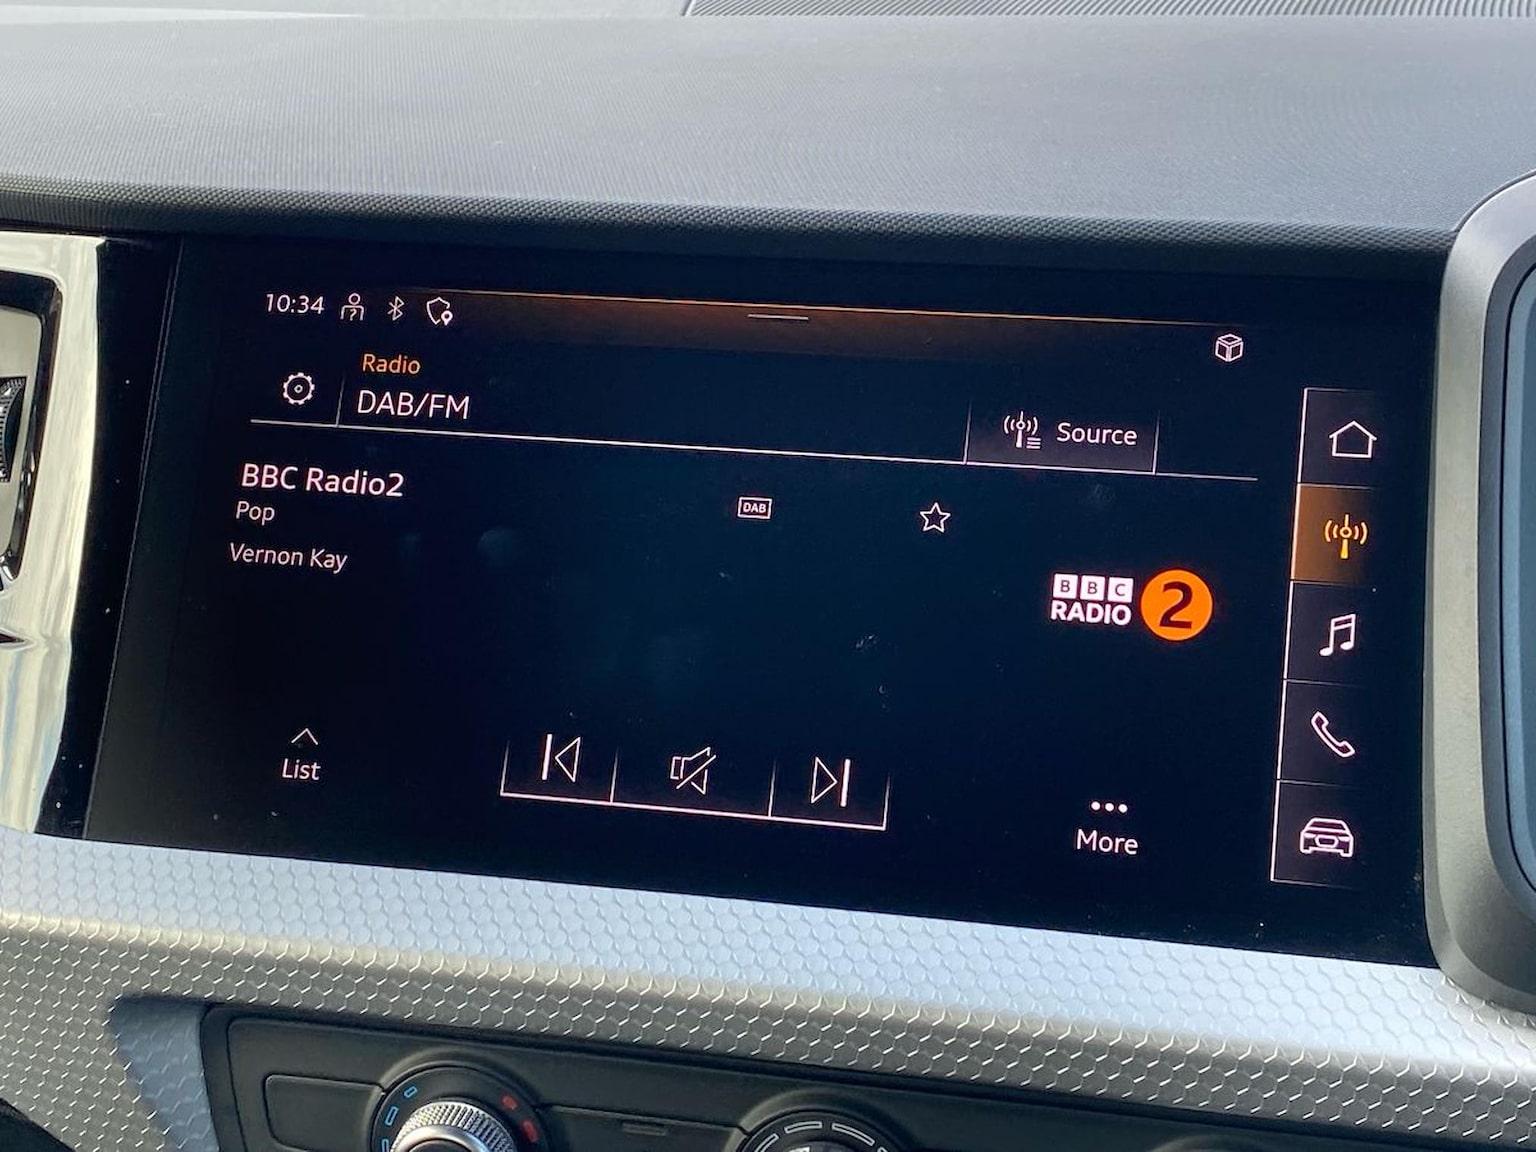 10:34
Radio
DAB/FM
Source
BBC Radio2
DAB
Pop
Vernon Kay
BBC
RADIO 2
List
More